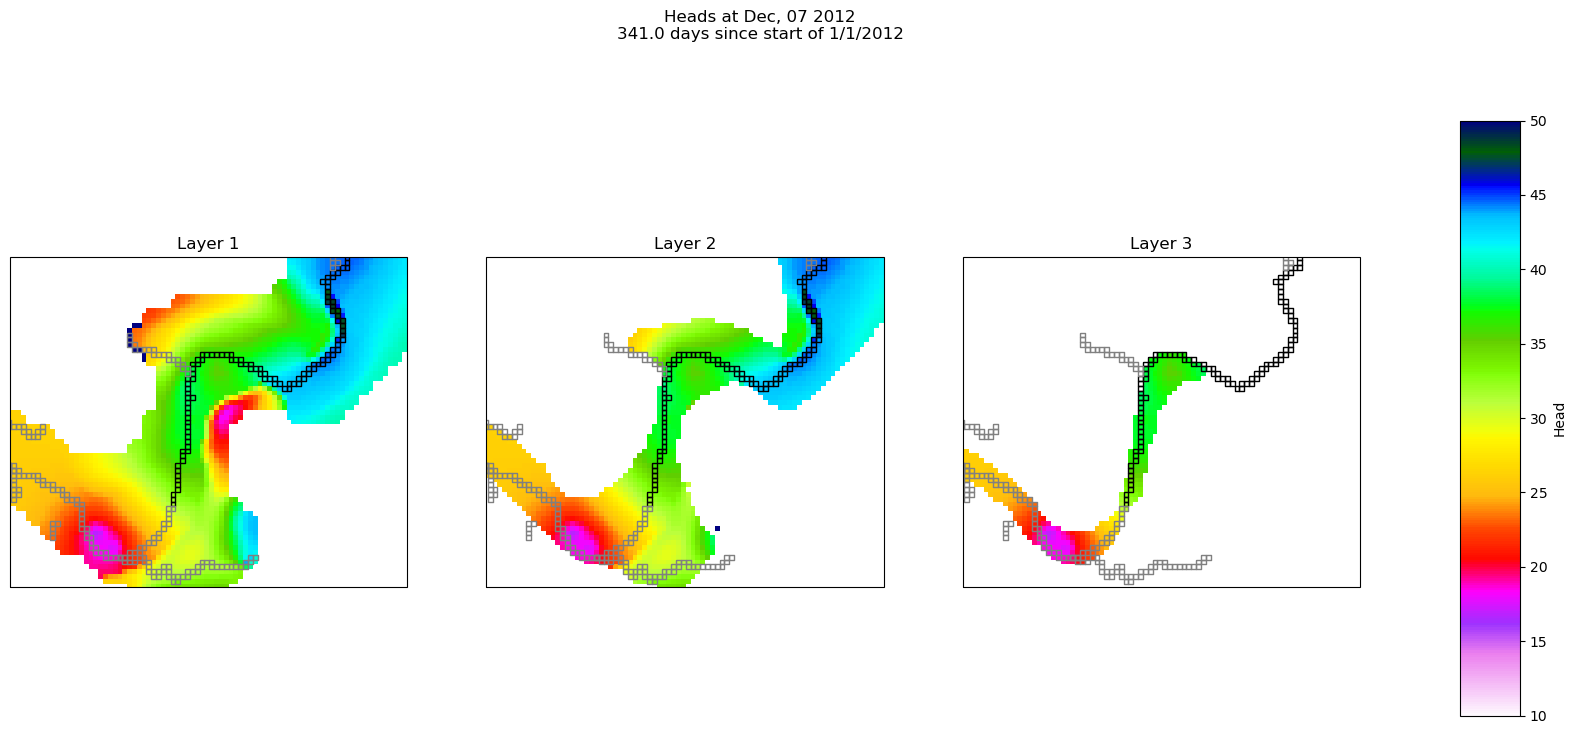 Heads at Dec, 07 2012
341.0 days since start of 1/1/2012
Layer 1
Layer 2
Layer 3
50
45
40
35
30
25
20
15
10
Head